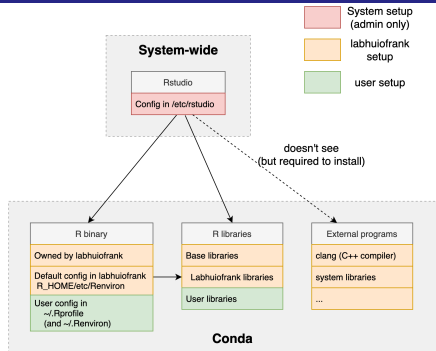 System setup
(admin only)
labhuiofrank
setup
user setup
System-wide
Rstudio
Config in /etc/rstudio
doesn't see
(but required to install)
R binary
Owned by labhuiofrank
Default config in labhuiofrank
R_HOME/etc/Renviron
User config in
~/.Rprofile
(and ~/.Renviron)
R libraries
Base libraries
Labhuiofrank libraries
User libraries
External programs
clang (C++ compiler)
system libraries
...
Conda